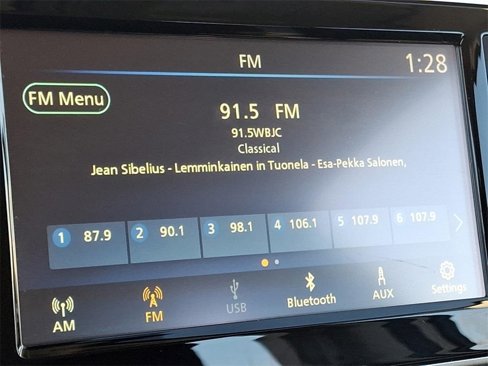 FM 1:28
FM Menu
91.5 FM
91.5WBJC
Classical
Jean Sibelius - Lemminkainen in Tuonela - Esa-Pekka Salonen,
1 87.9 2 90.1 3 98.1 4 106.1 5 107.9 6 107.9
AM FM USB Bluetooth AUX Settings